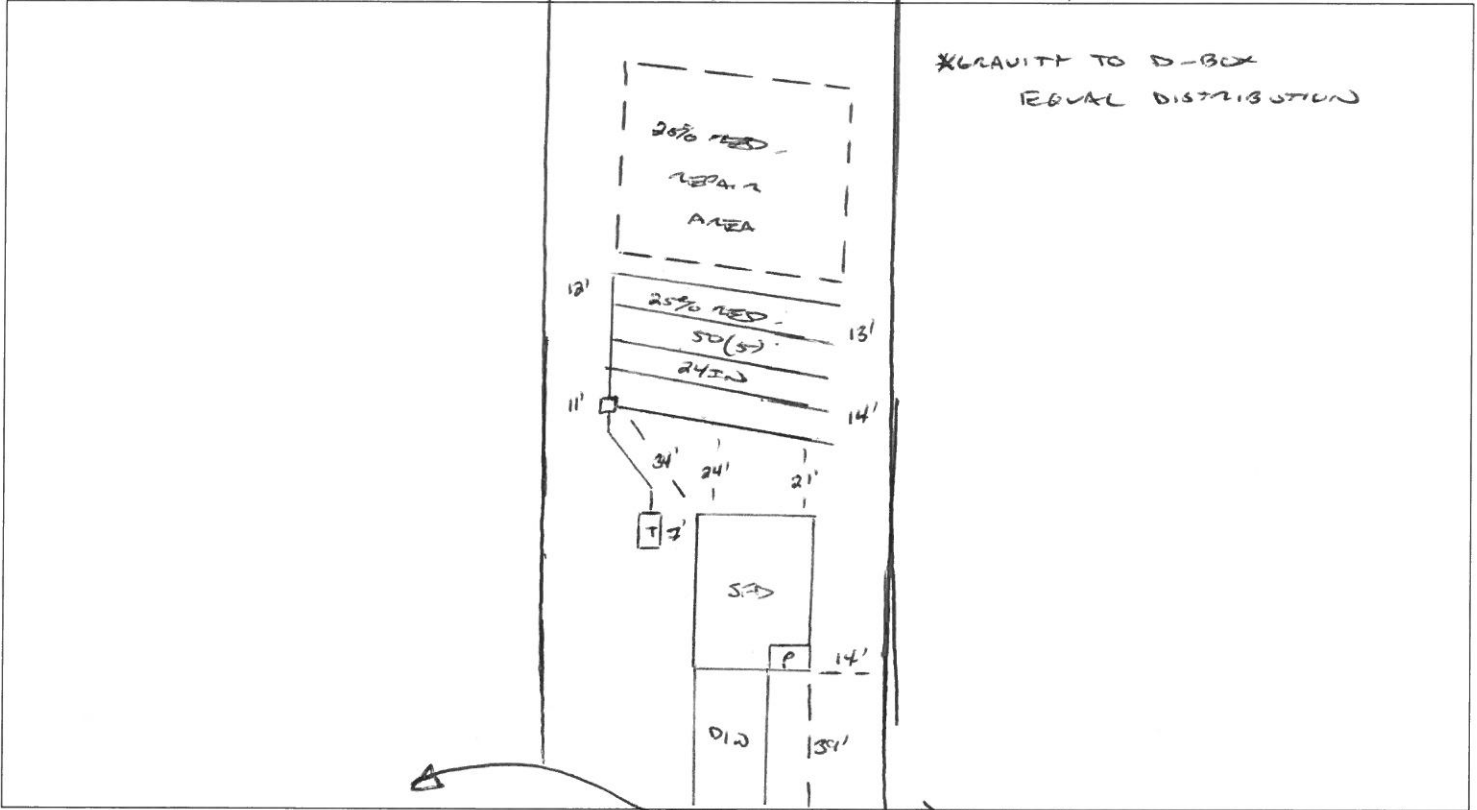 *GRAVITY TO D-BOX
EQUAL DISTRIBUTION
25% RED.
REPAIR
AREA
12'
25% RED.
13'
50(5)
24IN
11'
14'
34'
24'
21'
T
7'
SFD
P
14'
D/W
39'